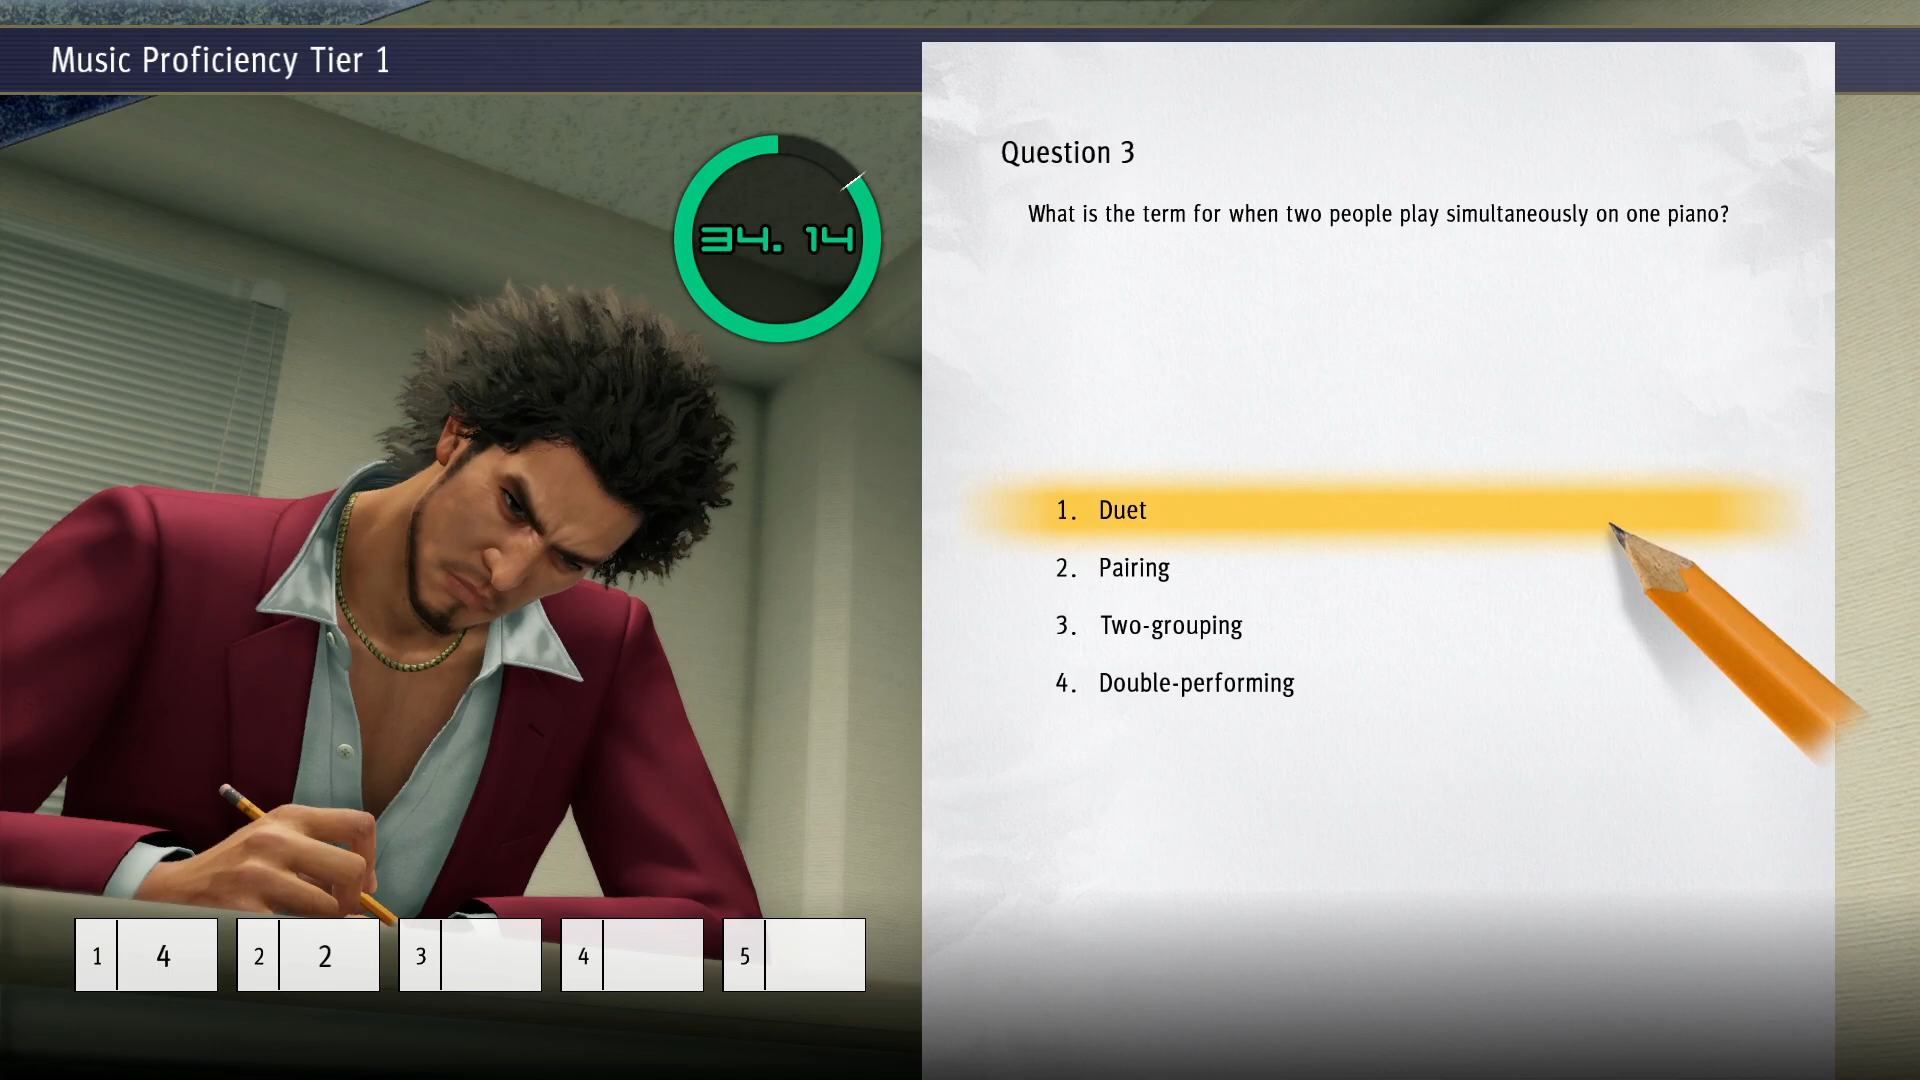 Music Proficiency Tier 1
34. 14
Question 3
What is the term for when two people play simultaneously on one piano?
1. Duet
2. Pairing
3. Two-grouping
4. Double-performing
1 4 2 2 3 4 5